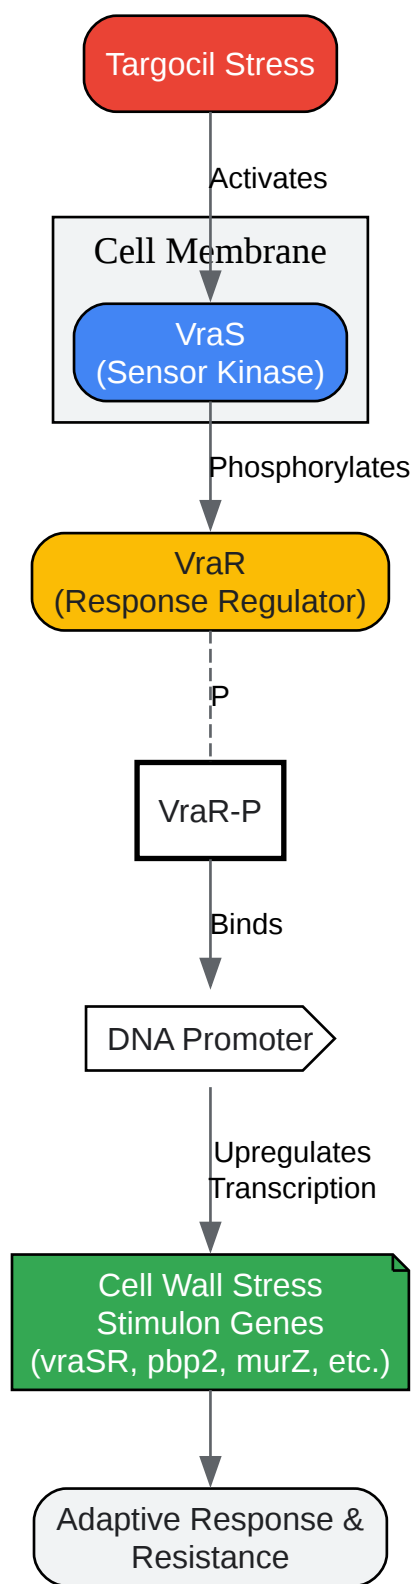 Targocil Stress
Activates
Cell Membrane
VraS
(Sensor Kinase)
Phosphorylates
VraR
(Response Regulator)
P
VraR-P
Binds
DNA Promoter
Upregulates
Transcription
Cell Wall Stress
Stimulon Genes
(vraSR, pbp2, murZ, etc.)
Adaptive Response &
Resistance